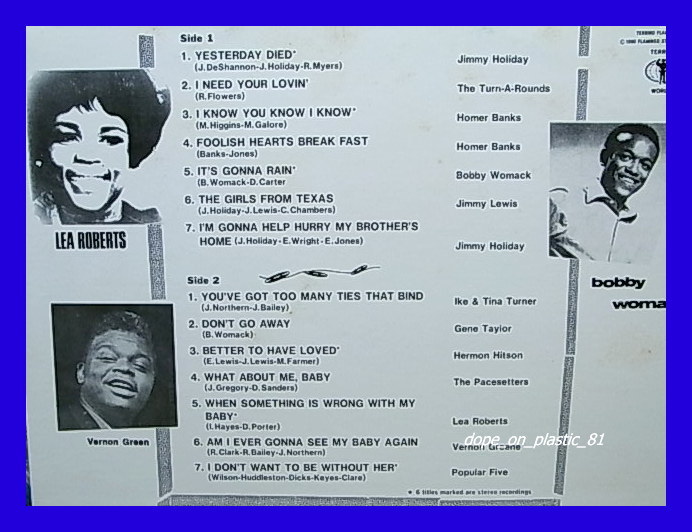 Side 1
1. YESTERDAY DIED* Jimmy Holiday
(J.DeShannon-J.Holiday-R.Myers)
2. I NEED YOUR LOVIN' The Turn-A-Rounds
(R.Flowers)
3. I KNOW YOU KNOW I KNOW* Homer Banks
(M.Higgins-M.Galore)
4. FOOLISH HEARTS BREAK FAST Homer Banks
(Banks-Jones)
5. IT'S GONNA RAIN* Bobby Womack
(B.Womack-D.Carter
6. THE GIRLS FROM TEXAS Jimmy Lewis
(J.Holiday-J.Lewis-C.Chambers)
7. I'M GONNA HELP HURRY MY BROTHER'S
HOME (J.Holiday-E.Wright-E.Jones) Jimmy Holiday
LEA ROBERTS
Side 2
1. YOU'VE GOT TOO MANY TIES THAT BIND Ike & Tina Turner
(J.Northern-J.Bailey)
2. DON'T GO AWAY Gene Taylor
(B.Womack)
3. BETTER TO HAVE LOVED* Hermon Hitson
(E.Lewis-J.Lewis-M.Farmer)
4. WHAT ABOUT ME, BABY The Pacesetters
(J.Gregory-D.Sanders)
5. WHEN SOMETHING IS WRONG WITH MY
BABY* Lea Roberts
(I.Hayes-D.Porter)
6. AM I EVER GONNA SEE MY BABY AGAIN Vernon Greene
(R.Clark-R.Bailey-J.Northern)
7. I DON'T WANT TO BE WITHOUT HER* Popular Five
(Wilson-Huddleston-Dicks-Keyes-Clare)
* 6 titles marked are stereo recordings
Vernon Green
bobby
woma
dope_on_plastic_81